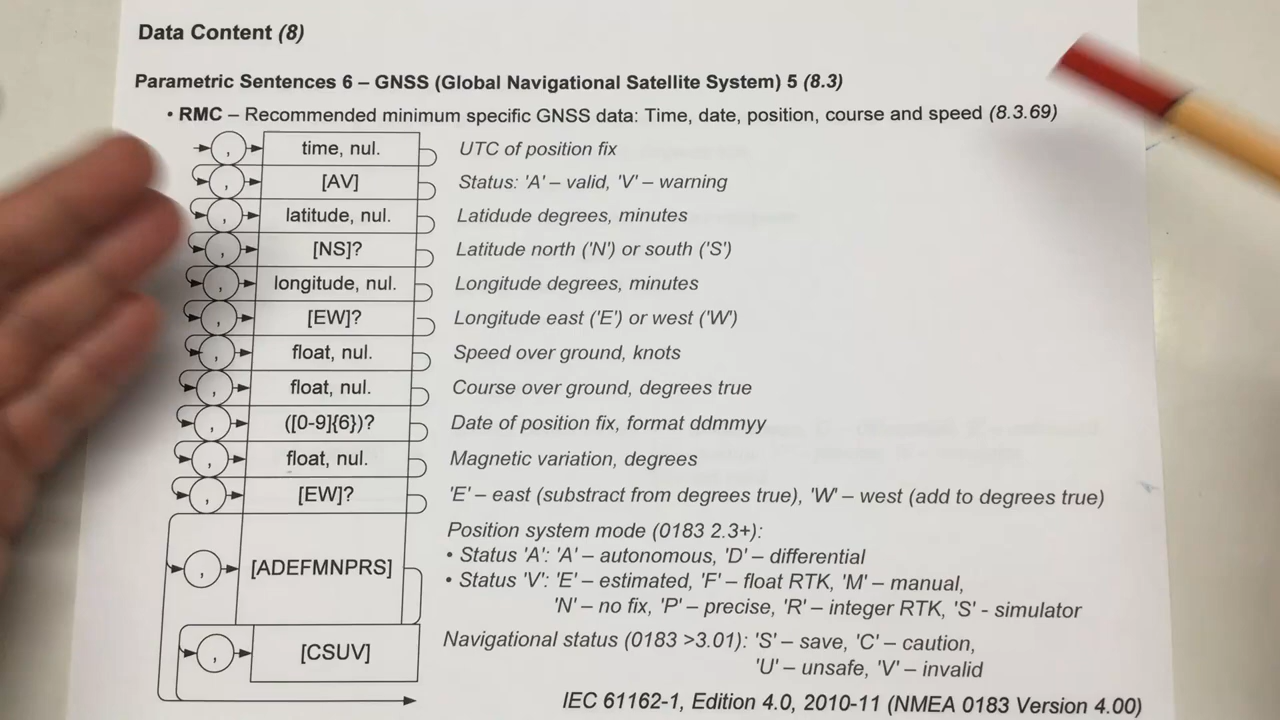 Data Content (8)
Parametric Sentences 6 – GNSS (Global Navigational Satellite System) 5 (8.3)
• RMC – Recommended minimum specific GNSS data: Time, date, position, course and speed (8.3.69)
, time, nul. UTC of position fix
, [AV] Status: 'A' – valid, 'V' – warning
, latitude, nul. Latidude degrees, minutes
, [NS]? Latitude north ('N') or south ('S')
, longitude, nul. Longitude degrees, minutes
, [EW]? Longitude east ('E') or west ('W')
, float, nul. Speed over ground, knots
, float, nul. Course over ground, degrees true
, ([0-9]{6})? Date of position fix, format ddmmyy
, float, nul. Magnetic variation, degrees
, [EW]? 'E' – east (substract from degrees true), 'W' – west (add to degrees true)
Position system mode (0183 2.3+):
, [ADEFMNPRS] • Status 'A': 'A' – autonomous, 'D' – differential
• Status 'V': 'E' – estimated, 'F' – float RTK, 'M' – manual,
'N' – no fix, 'P' – precise, 'R' – integer RTK, 'S' - simulator
, [CSUV] Navigational status (0183 >3.01): 'S' – save, 'C' – caution,
'U' – unsafe, 'V' – invalid
IEC 61162-1, Edition 4.0, 2010-11 (NMEA 0183 Version 4.00)